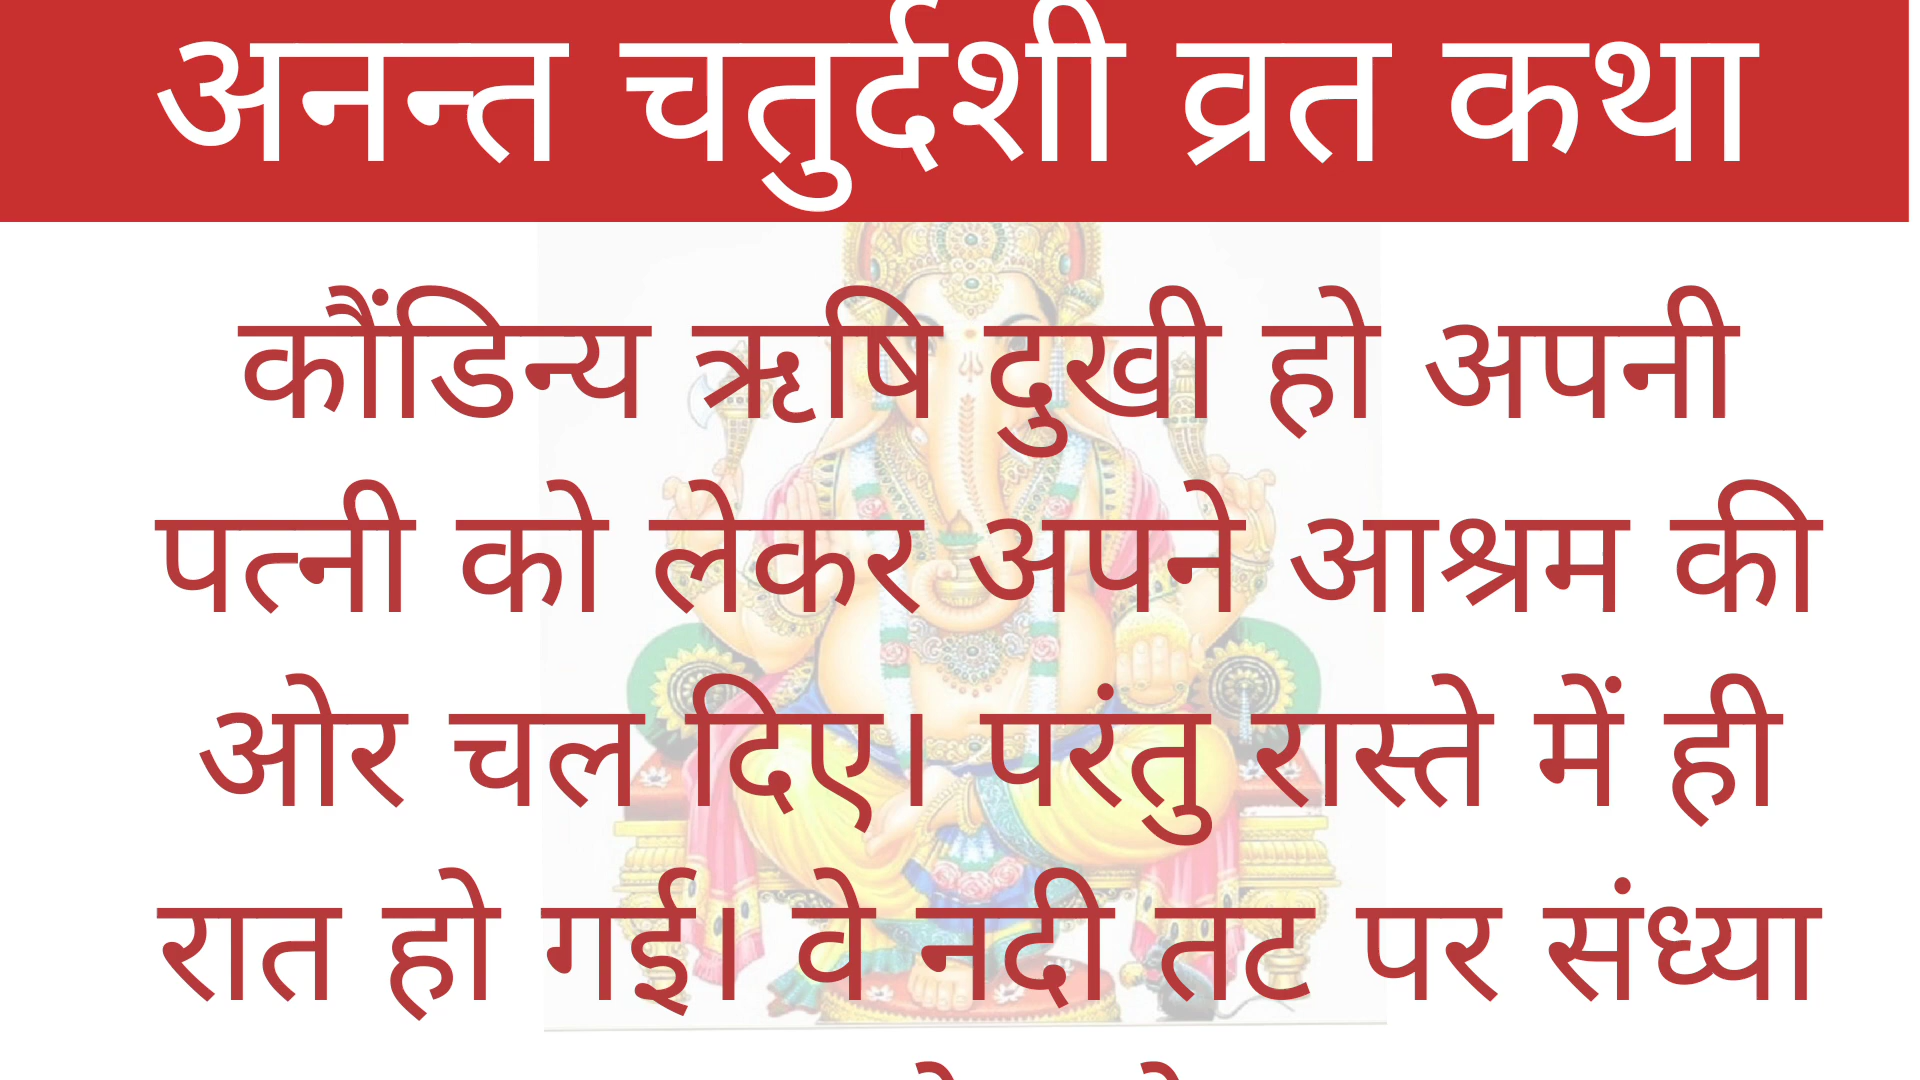 अनन्त चतुर्दशी व्रत कथा
कौंडिन्य ऋषि दुखी हो अपनी
पत्नी को लेकर अपने आश्रम की
ओर चल दिए। परंतु रास्ते में ही
रात हो गई। वे नदी तट पर संध्या